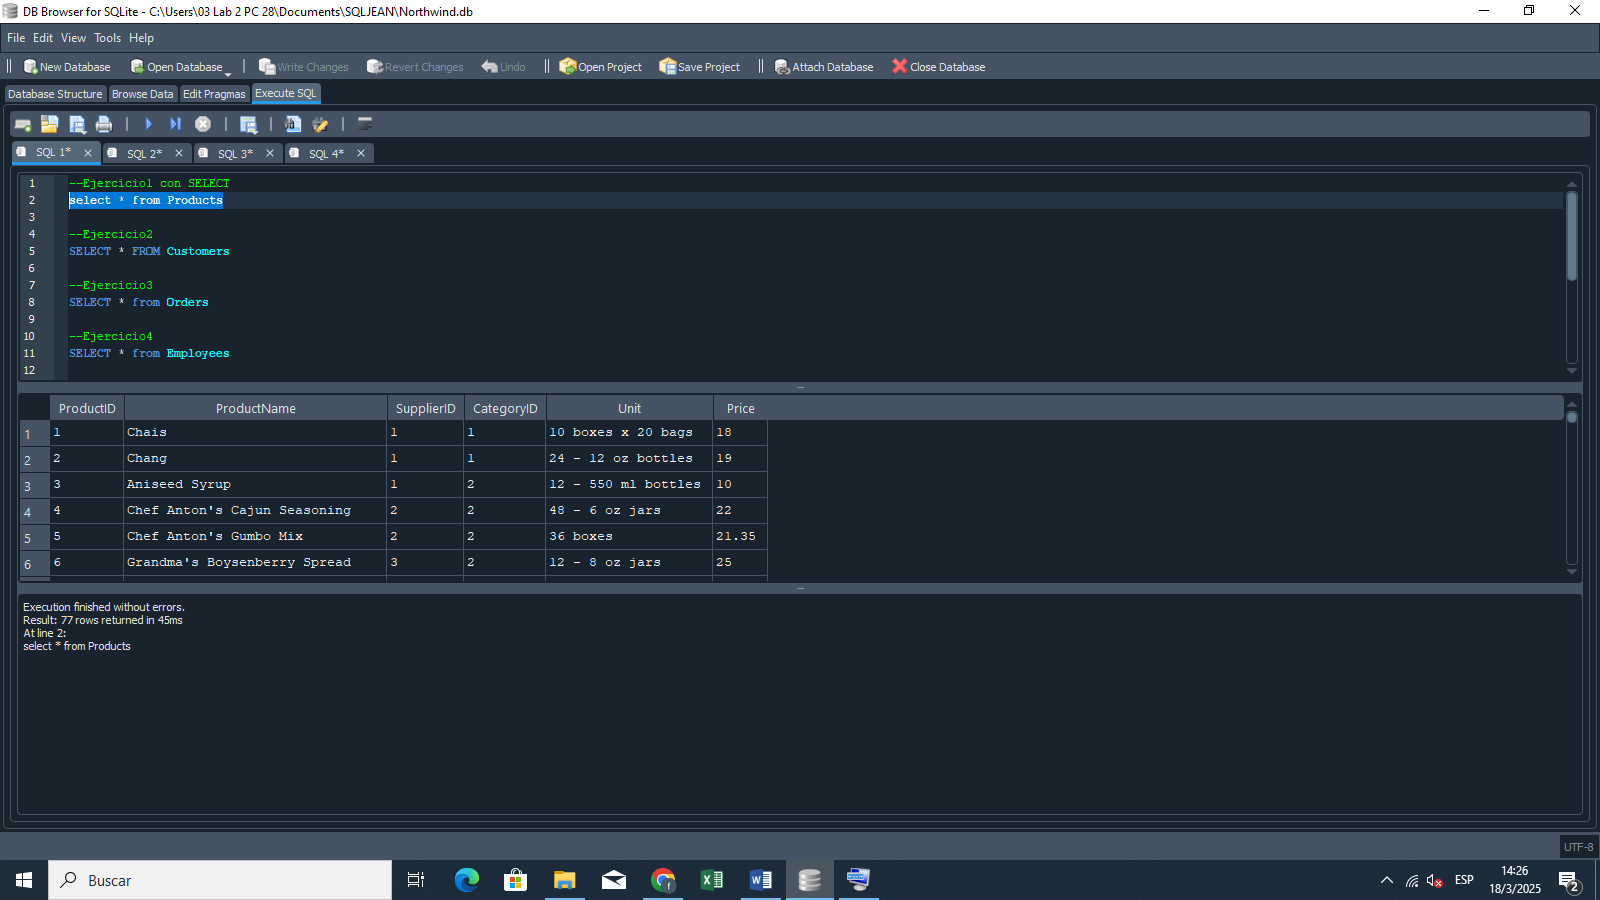 DB Browser for SQLite - C:\Users\03 Lab 2 PC 28\Documents\SQLJEAN\Northwind.db
File Edit View Tools Help
New Database Open Database Write Changes Revert Changes Undo Open Project Save Project Attach Database Close Database
Database Structure Browse Data Edit Pragmas Execute SQL
SQL 1* SQL 2* SQL 3* SQL 4*
1 --Ejercicio1 con SELECT
2 select * from Products
3
4 --Ejercicio2
5 SELECT * FROM Customers
6
7 --Ejercicio3
8 SELECT * from Orders
9
10 --Ejercicio4
11 SELECT * from Employees
12
ProductID ProductName SupplierID CategoryID Unit Price
1 1 Chais 1 1 10 boxes x 20 bags 18
2 2 Chang 1 1 24 - 12 oz bottles 19
3 3 Aniseed Syrup 1 2 12 - 550 ml bottles 10
4 4 Chef Anton's Cajun Seasoning 2 2 48 - 6 oz jars 22
5 5 Chef Anton's Gumbo Mix 2 2 36 boxes 21.35
6 6 Grandma's Boysenberry Spread 3 2 12 - 8 oz jars 25
Execution finished without errors.
Result: 77 rows returned in 45ms
At line 2:
select * from Products
UTF-8
Buscar
ESP
14:26
18/3/2025
2